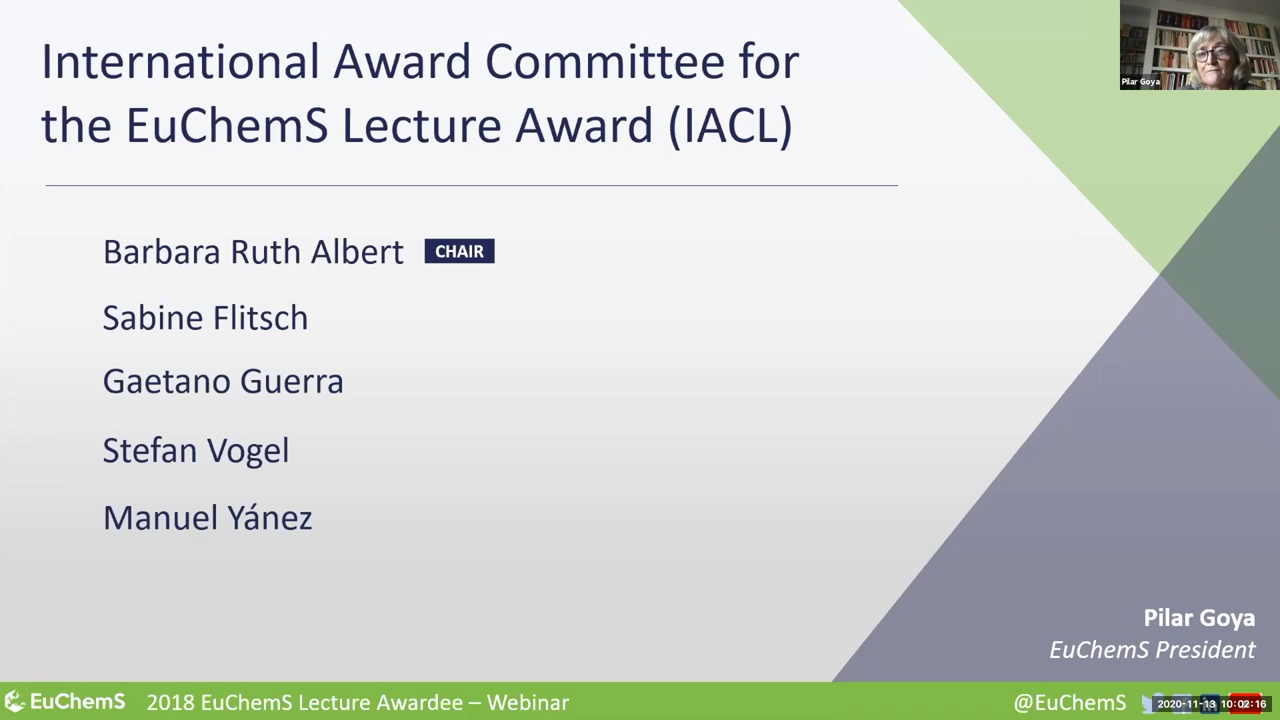 International Award Committee for
the EuChemS Lecture Award (IACL)
Pilar Goya
Barbara Ruth Albert CHAIR
Sabine Flitsch
Gaetano Guerra
Stefan Vogel
Manuel Yánez
Pilar Goya
EuChemS President
EuChemS 2018 EuChemS Lecture Awardee – Webinar @EuChemS 2020-11-13 10:02:16